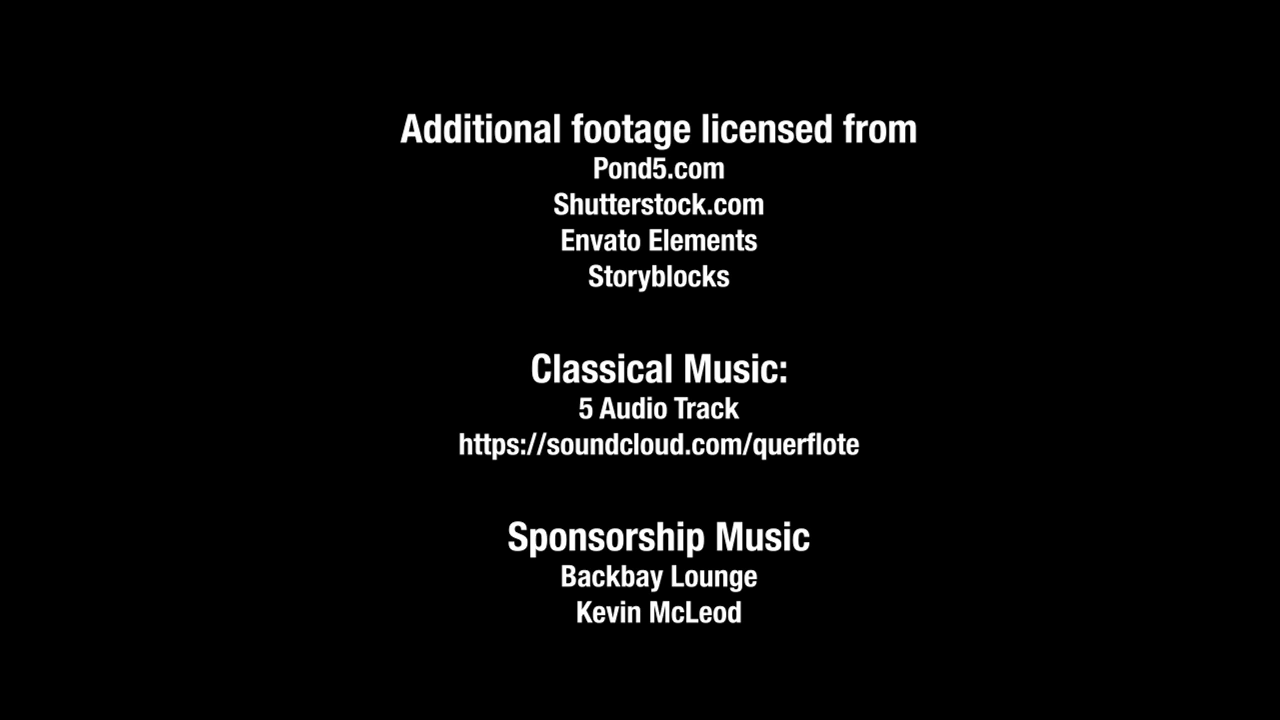 Additional footage licensed from
Pond5.com
Shutterstock.com
Envato Elements
Storyblocks
Classical Music:
5 Audio Track
https://soundcloud.com/querflote
Sponsorship Music
Backbay Lounge
Kevin McLeod